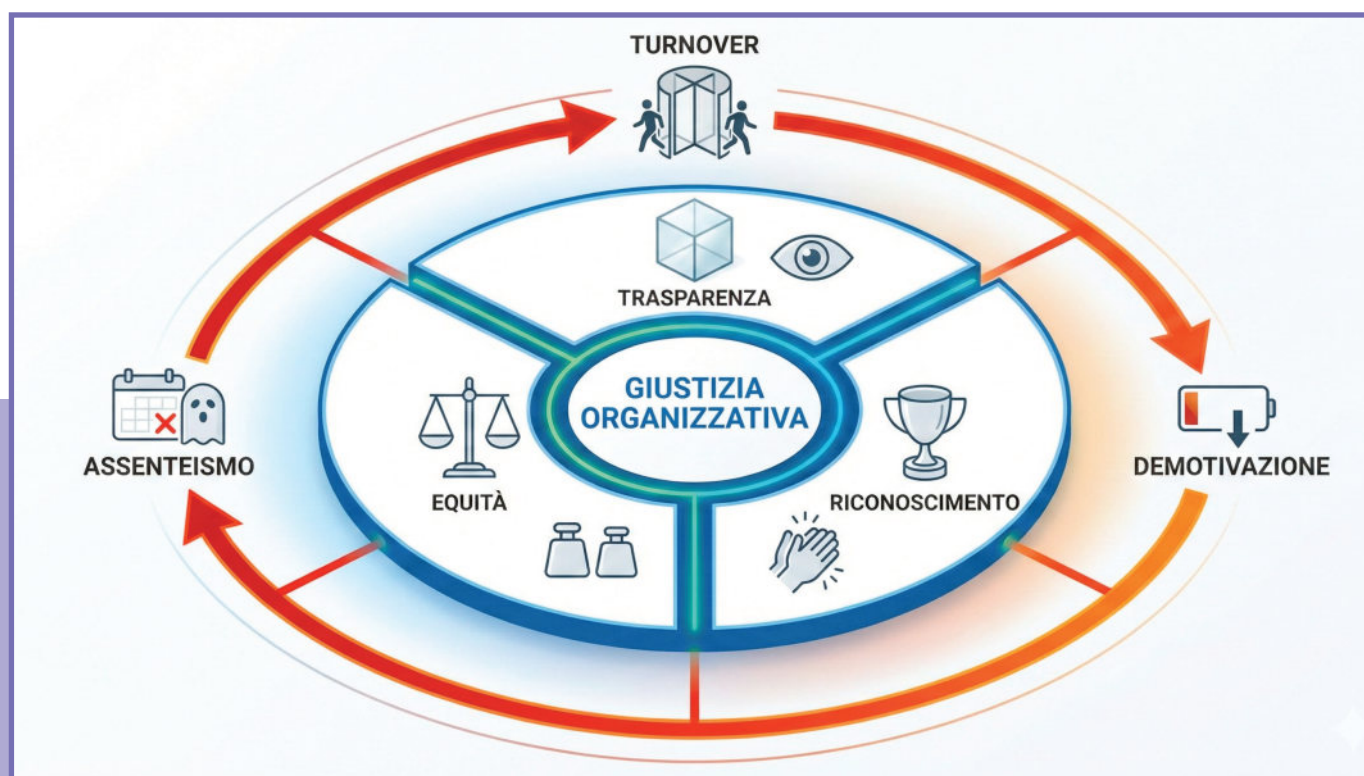 TURNOVER
TRASPARENZA
GIUSTIZIA
ORGANIZZATIVA
ASSENTEISMO
EQUITÀ
RICONOSCIMENTO
DEMOTIVAZIONE